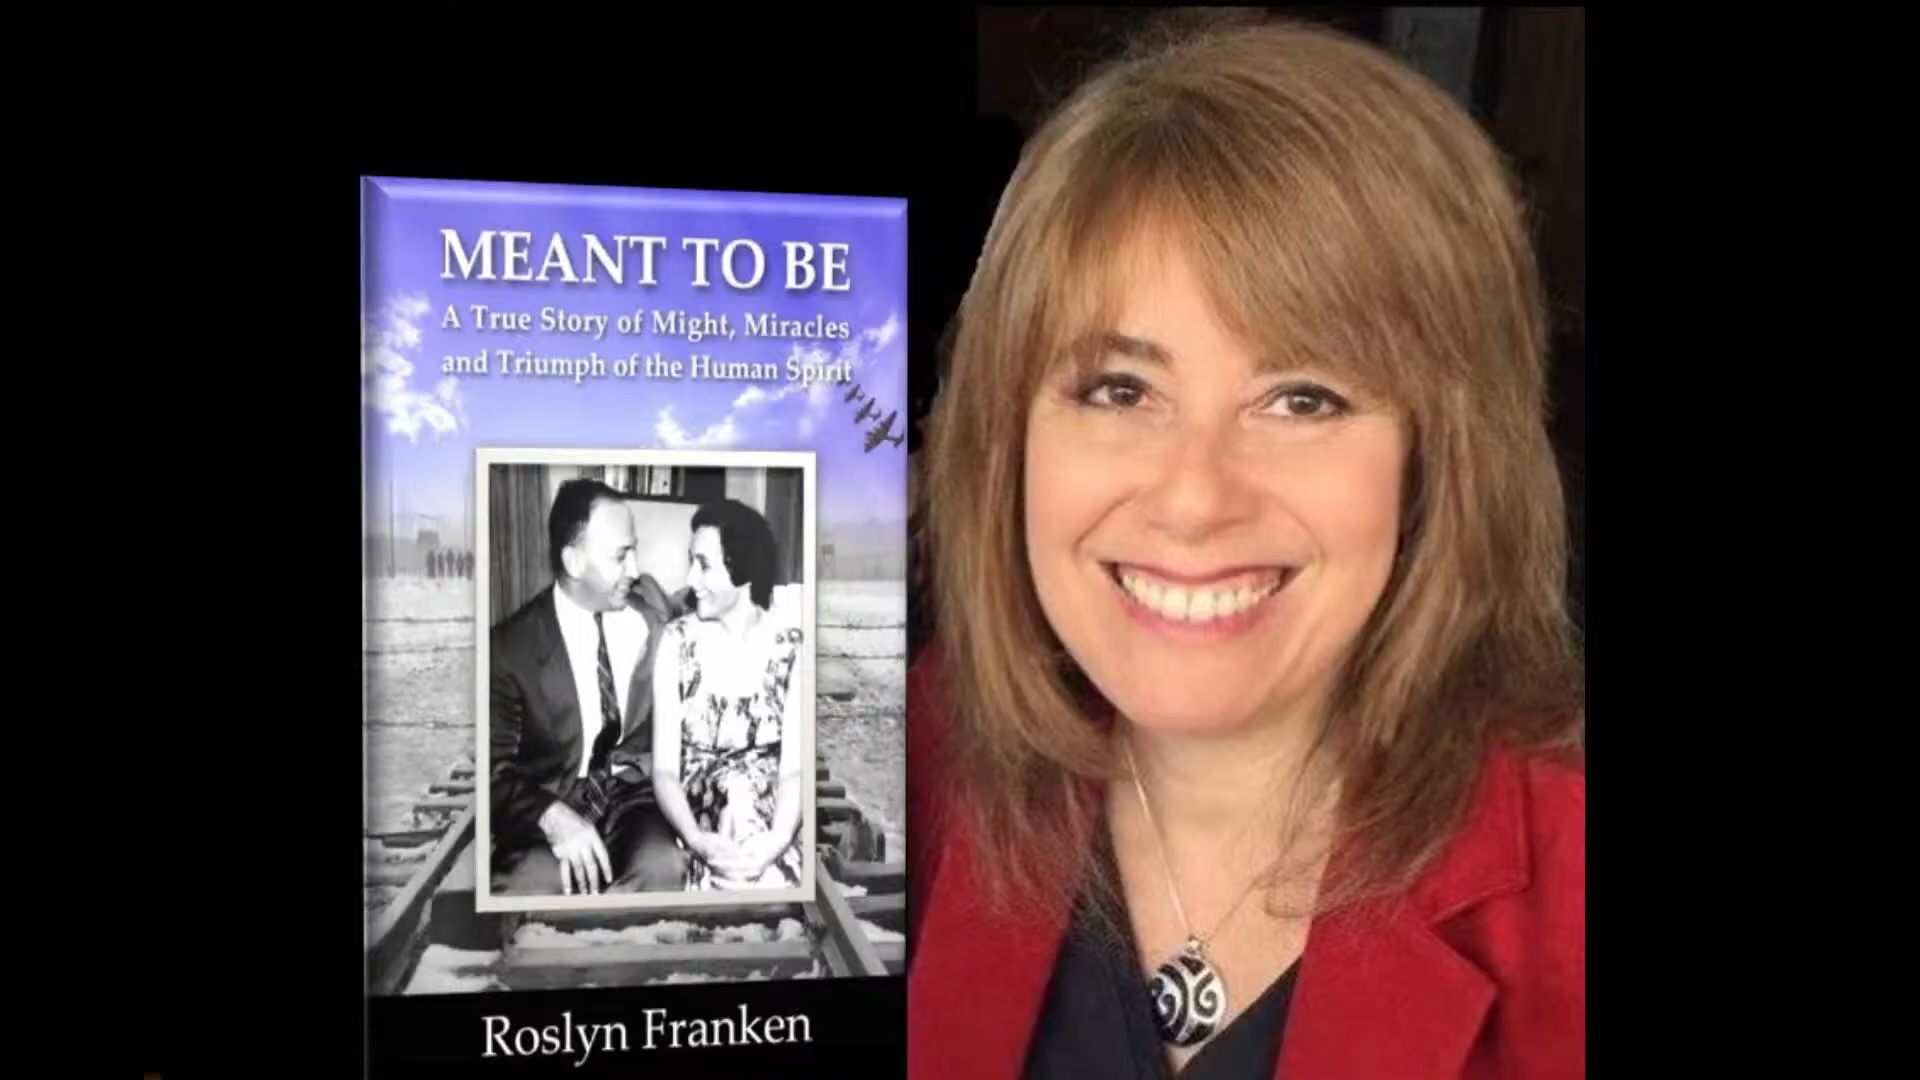 MEANT TO BE
A True Story of Might, Miracles
and Triumph of the Human Spirit
Roslyn Franken